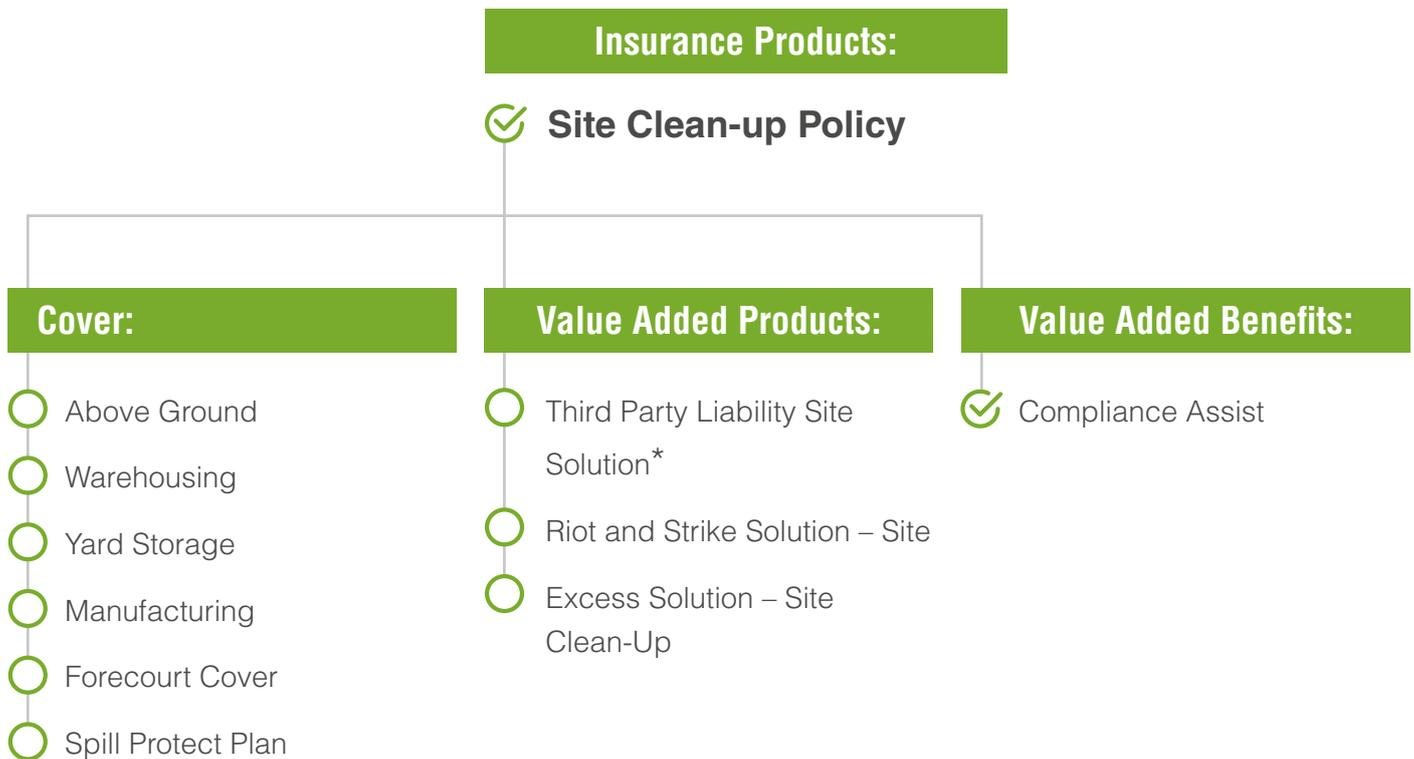 Insurance Products:
Site Clean-up Policy
Cover:
Above Ground
Warehousing
Yard Storage
Manufacturing
Forecourt Cover
Spill Protect Plan
Value Added Products:
Third Party Liability Site
Solution*
Riot and Strike Solution – Site
Excess Solution – Site
Clean-Up
Value Added Benefits:
Compliance Assist